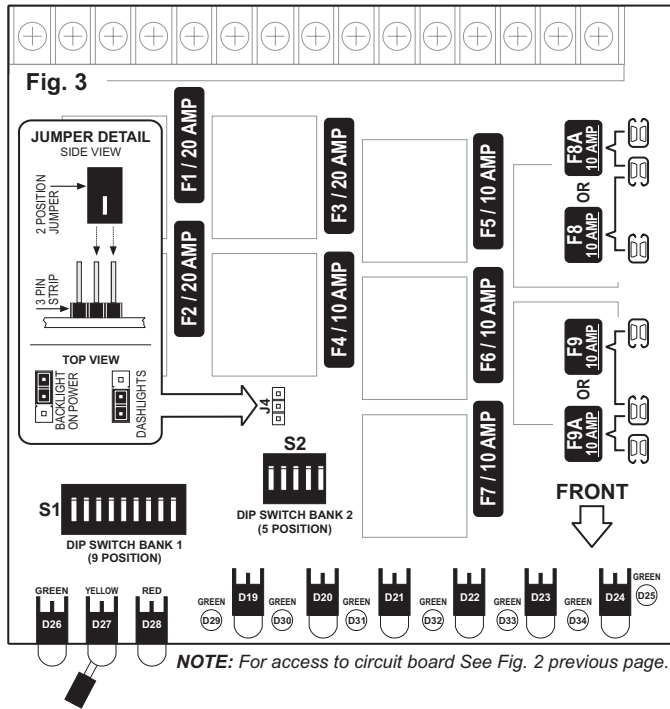 Fig. 3
JUMPER DETAIL
SIDE VIEW
2 POSITION
JUMPER
3 PIN
STRIP
TOP VIEW
BACKLIGHT
ON POWER
DASHLIGHTS
F1 / 20 AMP
F2 / 20 AMP
F3 / 20 AMP
F4 / 10 AMP
F5 / 10 AMP
F6 / 10 AMP
F7 / 10 AMP
F8A
10 AMP
OR
F8
10 AMP
F9
10 AMP
OR
F9A
10 AMP
J4
S1
DIP SWITCH BANK 1
(9 POSITION)
S2
DIP SWITCH BANK 2
(5 POSITION)
FRONT
GREEN
D26
YELLOW
D27
RED
D28
GREEN
D29
D19
GREEN
D30
D20
GREEN
D31
D21
GREEN
D32
D22
GREEN
D33
D23
GREEN
D34
D24
GREEN
D25
NOTE: For access to circuit board See Fig. 2 previous page.